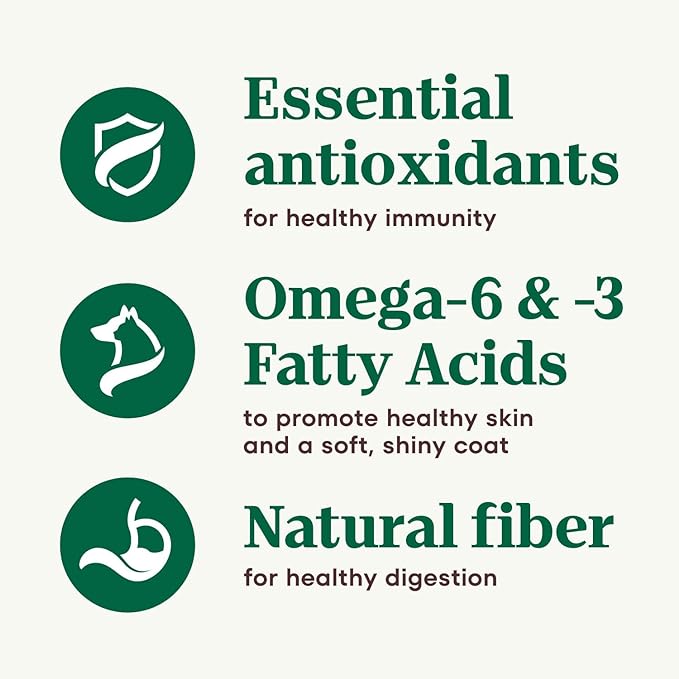 Essential
antioxidants
for healthy immunity
Omega-6 & -3
Fatty Acids
to promote healthy skin
and a soft, shiny coat
Natural fiber
for healthy digestion